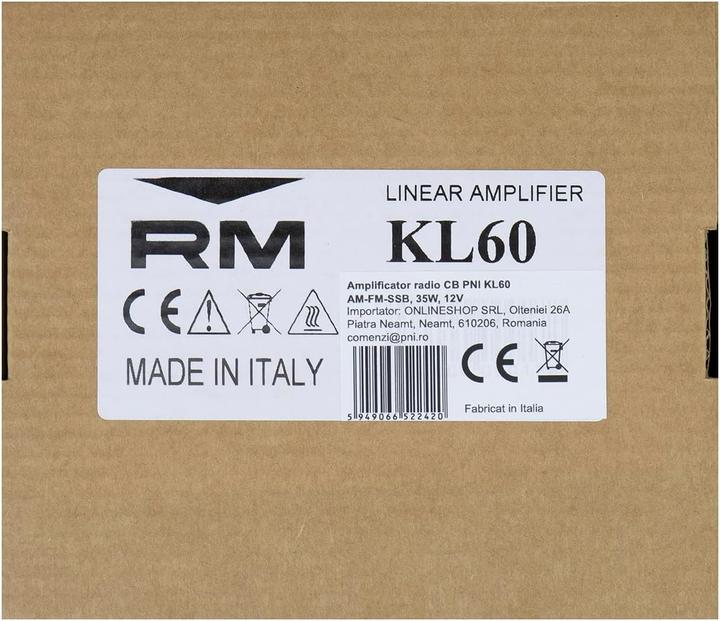 RM
LINEAR AMPLIFIER
KL60
CE
MADE IN ITALY
Amplificator radio CB PNI KL60
AM-FM-SSB, 35W, 12V
Importator: ONLINESHOP SRL, Olteniei 26A
Piatra Neamt, Neamt, 610206, Romania
comenzi@pni.ro
CE
5 949066 522420
Fabricat in Italia